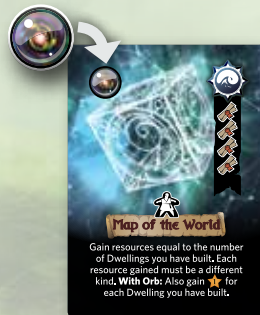 Map of the World
Gain resources equal to the number
of Dwellings you have built. Each
resource gained must be a different
kind. With Orb: Also gain 1 for
each Dwelling you have built.